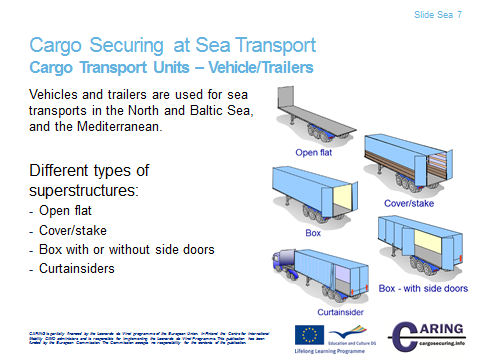 Slide Sea 7
Cargo Securing at Sea Transport
Cargo Transport Units – Vehicle/Trailers
Vehicles and trailers are used for sea
transports in the North and Baltic Sea,
and the Mediterranean.
Different types of
superstructures:
- Open flat
- Cover/stake
- Box with or without side doors
- Curtainsiders
Open flat
Cover/stake
Box
Box - with side doors
Curtainsider
CARING is partially financed by the Leonardo da Vinci programme of the European Union. In Finland the Centre for International
Mobility CIMO administers and is responsible for implementing the Leonardo da Vinci Programme. This publication has been
funded by the European Commission. The Commission accepts no responsibility for the contents of the publication.
Education and Culture DG
Lifelong Learning Programme
CARING
cargosecuring.info